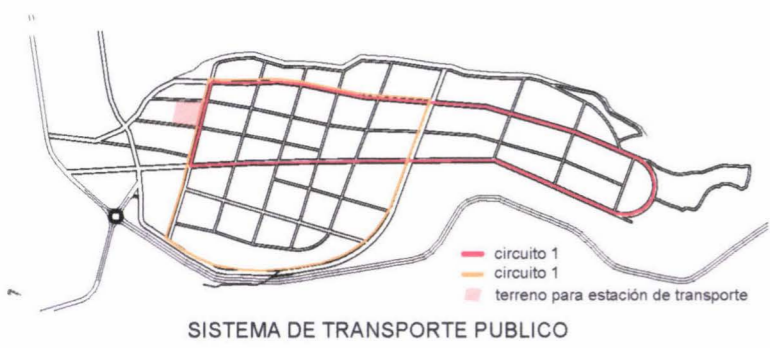 circuito 1
circuito 1
terreno para estación de transporte
SISTEMA DE TRANSPORTE PUBLICO